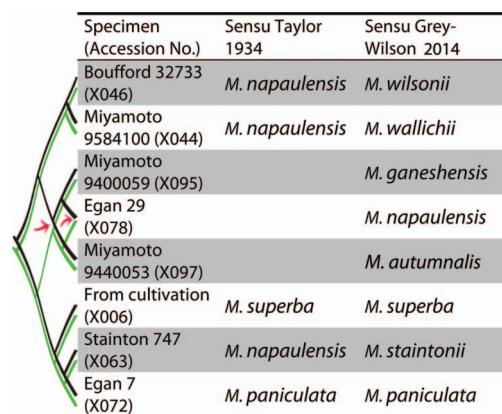 Specimen Sensu Taylor Sensu Grey-
(Accession No.) 1934 Wilson 2014
Boufford 32733
(X046) M. napaulensis M. wilsonii
Miyamoto
9584100 (X044) M. napaulensis M. wallichii
Miyamoto
9400059 (X095) M. ganeshensis
Egan 29
(X078) M. napaulensis
Miyamoto
9440053 (X097) M. autumnalis
From cultivation
(X006) M. superba M. superba
Stainton 747
(X063) M. napaulensis M. staintonii
Egan 7
(X072) M. paniculata M. paniculata